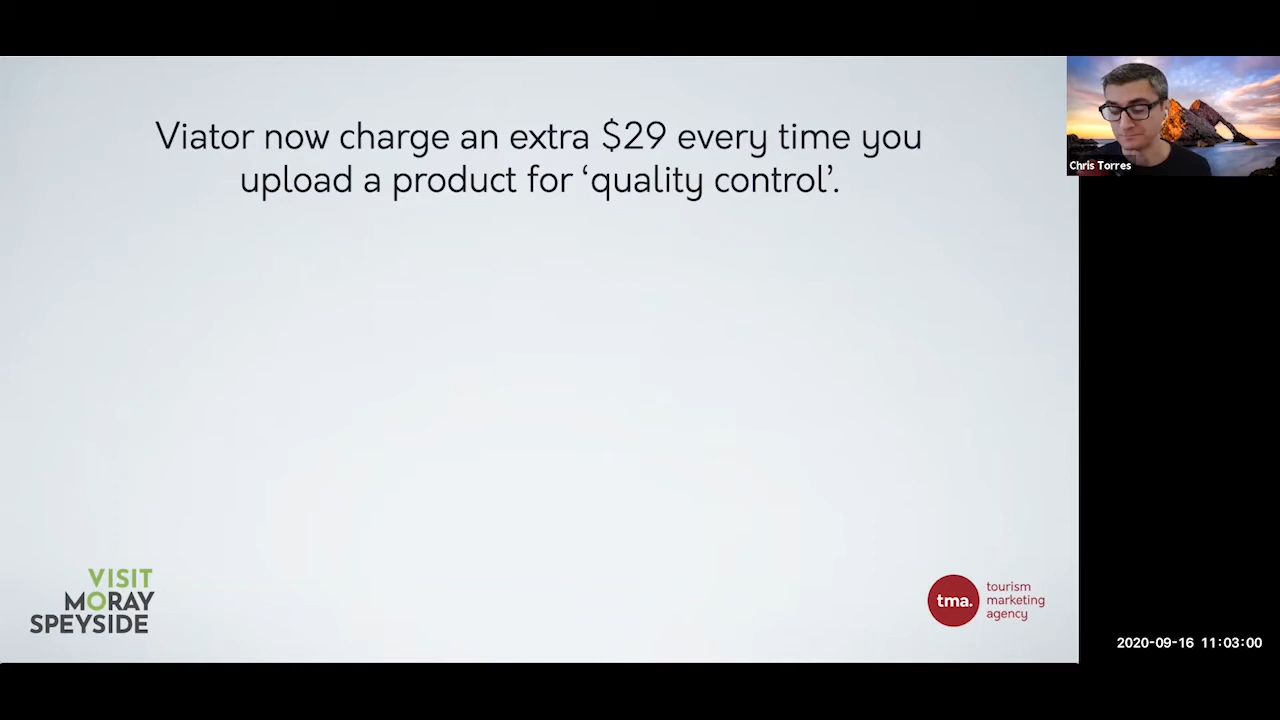 Viator now charge an extra $29 every time you
upload a product for ‘quality control’.
Chris Torres
VISIT
MORAY
SPEYSIDE
tma.
tourism
marketing
agency
2020-09-16 11:03:00